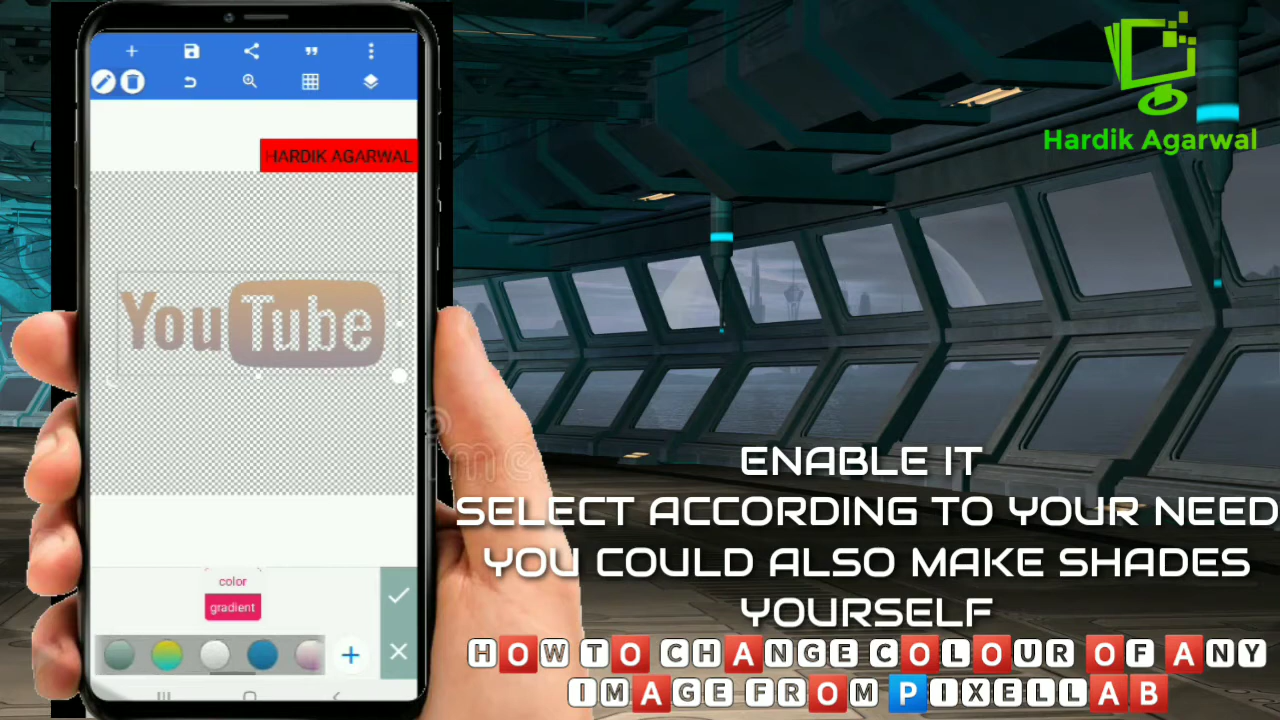 Hardik Agarwal
HARDIK AGARWAL
YouTube
color
gradient
ENABLE IT
SELECT ACCORDING TO YOUR NEED
YOU COULD ALSO MAKE SHADES
YOURSELF
HOW TO CHANGE COLOUR OF ANY
IMAGE FROM PIXELLAB